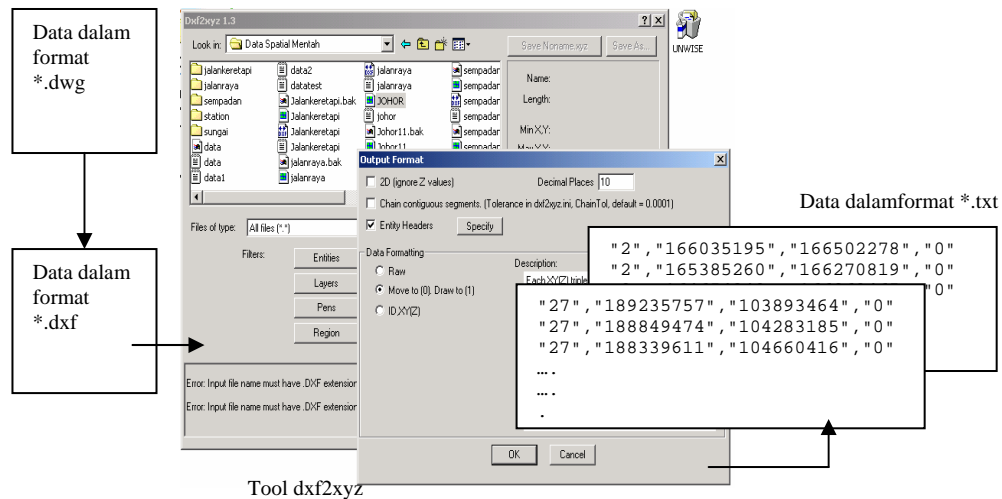 Data dalam
format
*.dwg
Data dalam
format
*.dxf
Dxf2xyz 1.3
Look in: Data Spatial Mentah
Save Noname.xyz Save As...
UNWISE
jalankeretapi data2 jalanraya sempadan
jalanraya datatest jalanraya sempadan
sempadan Jalankeretapi.bak JOHOR sempadan
station Jalankeretapi johor sempadan
sungai Jalankeretapi Johor11.bak sempadan
data Jalankeretapi Johor11 sempadan
data jalanraya.bak
data1 jalanraya
Name:
Length:
Min X,Y:
Max X,Y:
Files of type: All files (*.*)
Filters: Entities
Layers
Pens
Region
Error: Input file name must have .DXF extension
Error: Input file name must have .DXF extension
Output Format
2D (ignore Z values) Decimal Places 10
Chain contiguous segments. (Tolerance in dxf2xyz.ini, ChainTol, default = 0.0001)
Entity Headers Specify
Data Formatting
Raw
Move to (0). Draw to (1)
ID,XY(Z)
Description:
Each XY(Z) triple
OK Cancel
Data dalamformat *.txt
"2","166035195","166502278","0"
"2","165385260","166270819","0"
"0"
"27","189235757","103893464","0"
"27","188849474","104283185","0"
"27","188339611","104660416","0"
….
….
.
Tool dxf2xyz